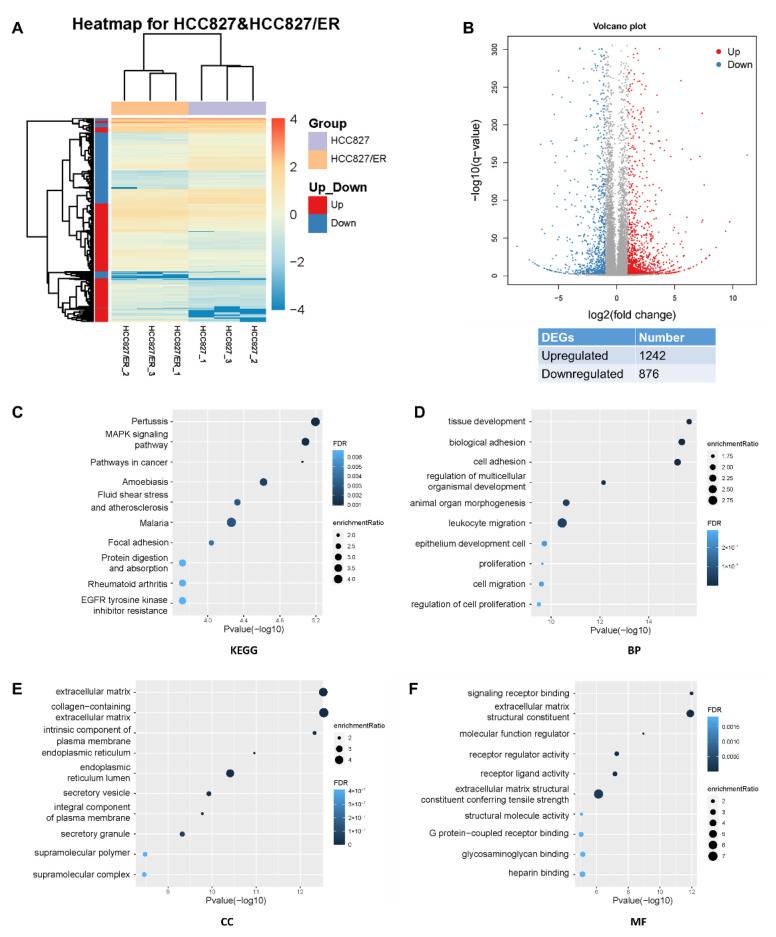 A
Heatmap for HCC827&HCC827/ER
4
2
0
−2
−4
Group
HCC827
HCC827/ER
Up_Down
Up
Down
HCC827/ER_2
HCC827/ER_3
HCC827/ER_1
HCC827_1
HCC827_3
HCC827_2
B
Volcano plot
Up
Down
300
250
200
150
100
50
0
−log10(q−value)
−5 0 5 10
log2(fold change)
DEGs Number
Upregulated 1242
Downregulated 876
C
Pertussis
MAPK signaling
pathway
Pathways in cancer
Amoebiasis
Fluid shear stress
and atherosclerosis
Malaria
Focal adhesion
Protein digestion
and absorption
Rheumatoid arthritis
EGFR tyrosine kinase
inhibitor resistance
4.0 4.4 4.8 5.2
Pvalue(−log10)
KEGG
FDR
0.006
0.005
0.004
0.003
0.002
0.001
enrichmentRatio
2.0
2.5
3.0
3.5
4.0
D
tissue development
biological adhesion
cell adhesion
regulation of multicellular
organismal development
animal organ morphogenesis
leukocyte migration
epithelium development cell
proliferation
cell migration
regulation of cell proliferation
10 12 14
Pvalue(−log10)
BP
enrichmentRatio
1.75
2.00
2.25
2.50
2.75
FDR
E
extracellular matrix
collagen-containing
extracellular matrix
intrinsic component of
plasma membrane
endoplasmic reticulum
endoplasmic
reticulum lumen
secretory vesicle
integral component
of plasma membrane
secretory granule
supramolecular polymer
supramolecular complex
9 10 11 12
Pvalue(−log10)
CC
enrichmentRatio
2
3
4
FDR
0
F
signaling receptor binding
extracellular matrix
structural constituent
molecular function regulator
receptor regulator activity
receptor ligand activity
extracellular matrix structural
constituent conferring tensile strength
structural molecule activity
G protein-coupled receptor binding
glycosaminoglycan binding
heparin binding
6 8 10 12
Pvalue(−log10)
MF
FDR
0.0015
0.0010
0.0005
enrichmentRatio
2
3
4
5
6
7